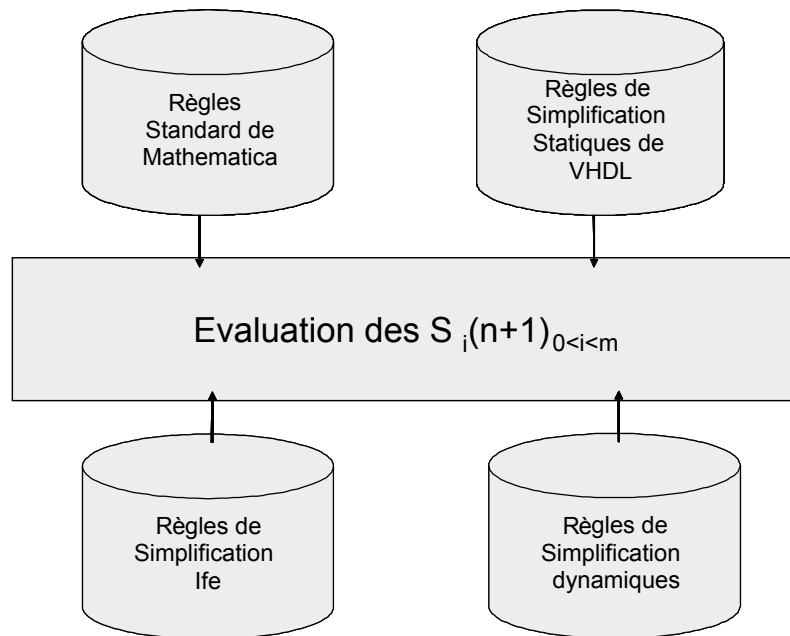 Règles
Standard de
Mathematica
Règles de
Simplification
Statiques de
VHDL
Evaluation des S i(n+1)0<i<m
Règles de
Simplification
Ife
Règles de
Simplification
dynamiques